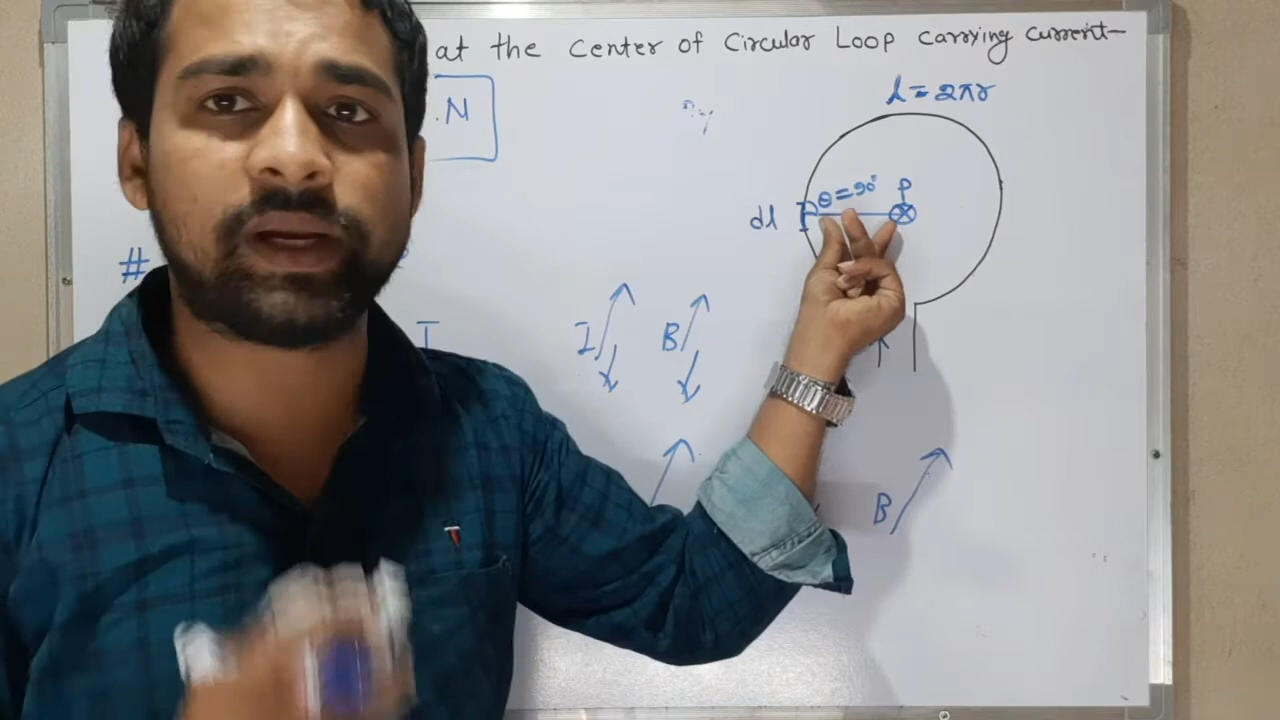 at the center of Circular Loop carrying current-
l = 2πr
.N
θ=90° P
dl
#
I
I B
B